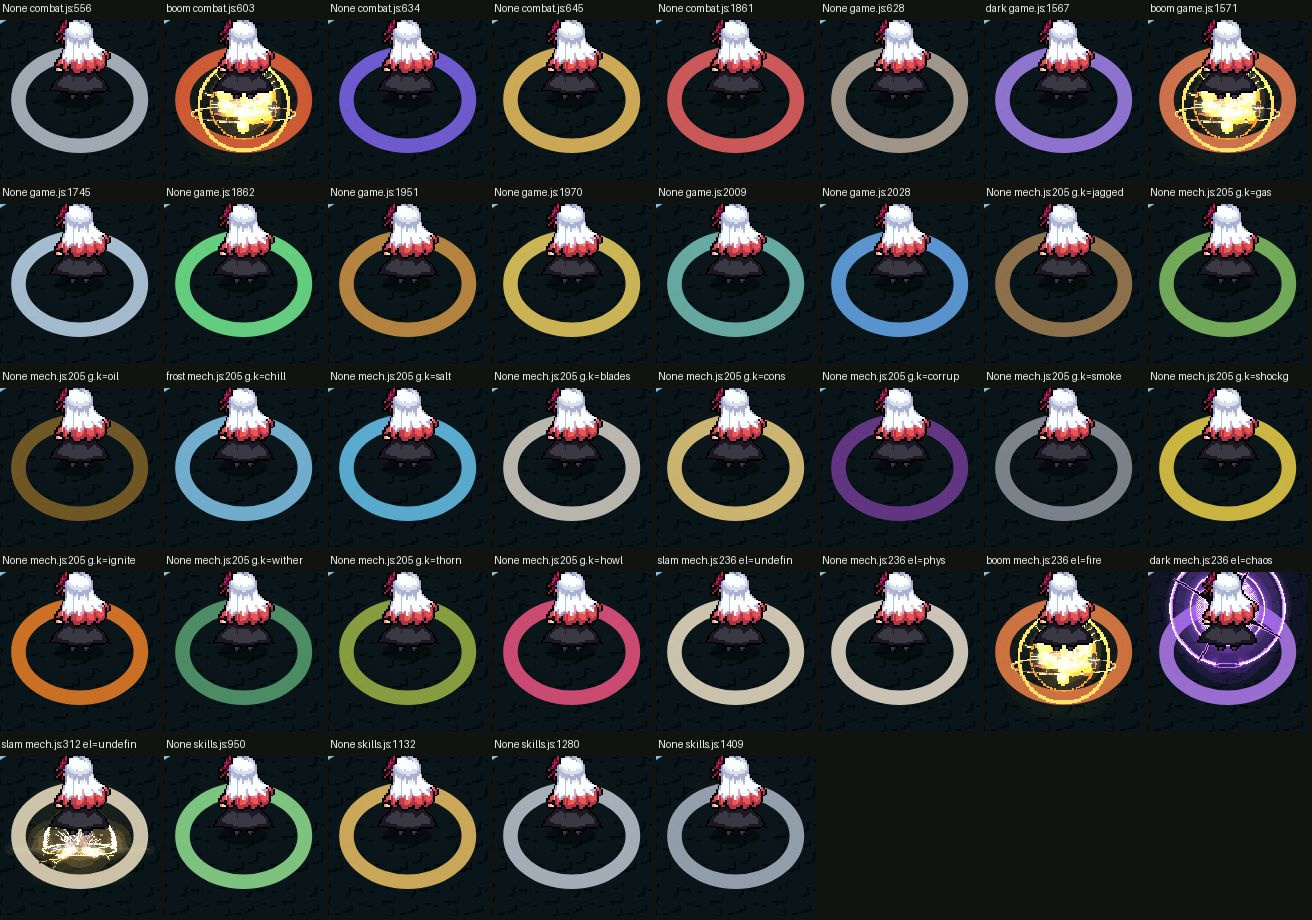 None combat.js:556
boom combat.js:603
None combat.js:634
None combat.js:645
None combat.js:1861
None game.js:628
dark game.js:1567
boom game.js:1571
None game.js:1745
None game.js:1862
None game.js:1951
None game.js:1970
None game.js:2009
None game.js:2028
None mech.js:205 g.k=jagged
None mech.js:205 g.k=gas
None mech.js:205 g.k=oil
frost mech.js:205 g.k=chill
None mech.js:205 g.k=salt
None mech.js:205 g.k=blades
None mech.js:205 g.k=cons
None mech.js:205 g.k=corrup
None mech.js:205 g.k=smoke
None mech.js:205 g.k=shockg
None mech.js:205 g.k=ignite
None mech.js:205 g.k=wither
None mech.js:205 g.k=thorn
None mech.js:205 g.k=howl
slam mech.js:236 el=undefin
None mech.js:236 el=phys
boom mech.js:236 el=fire
dark mech.js:236 el=chaos
slam mech.js:312 el=undefin
None skills.js:950
None skills.js:1132
None skills.js:1280
None skills.js:1409